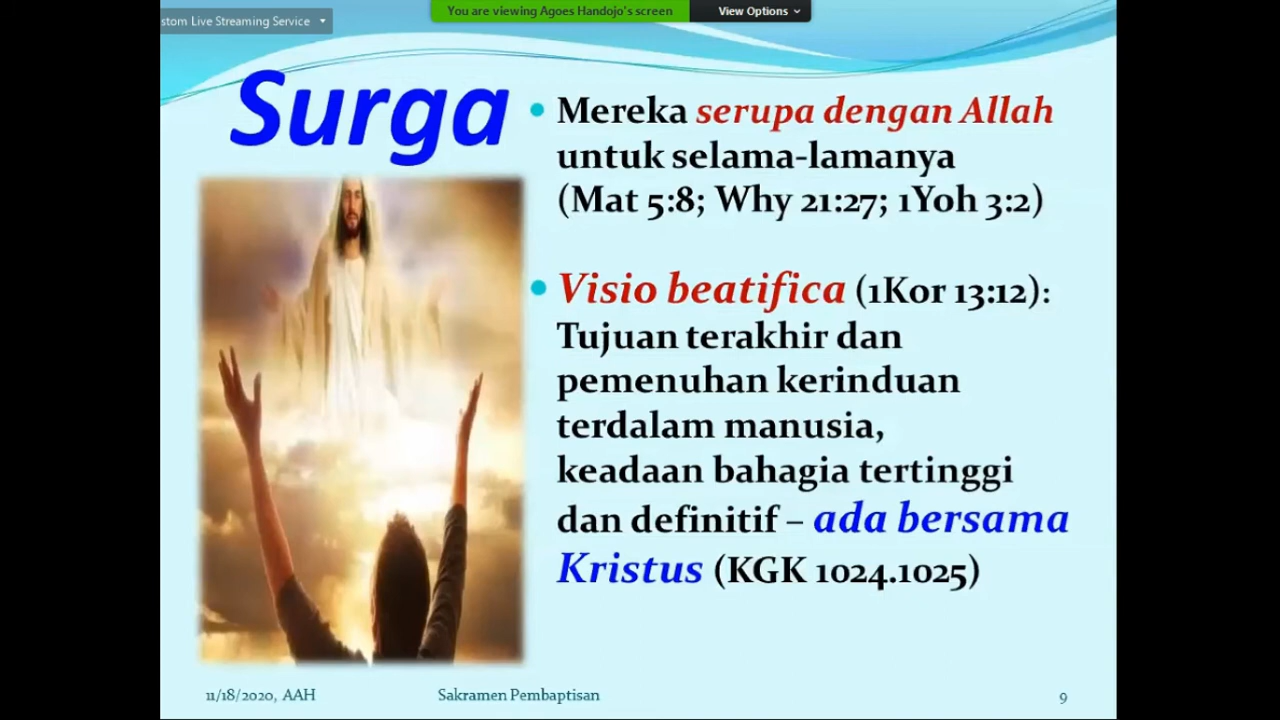 stom Live Streaming Service
You are viewing Agoes Handojo's screen
View Options
Surga
Mereka serupa dengan Allah
untuk selama-lamanya
(Mat 5:8; Why 21:27; 1Yoh 3:2)
Visio beatifica (1Kor 13:12):
Tujuan terakhir dan
pemenuhan kerinduan
terdalam manusia,
keadaan bahagia tertinggi
dan definitif – ada bersama
Kristus (KGK 1024.1025)
11/18/2020, AAH
Sakramen Pembaptisan
9